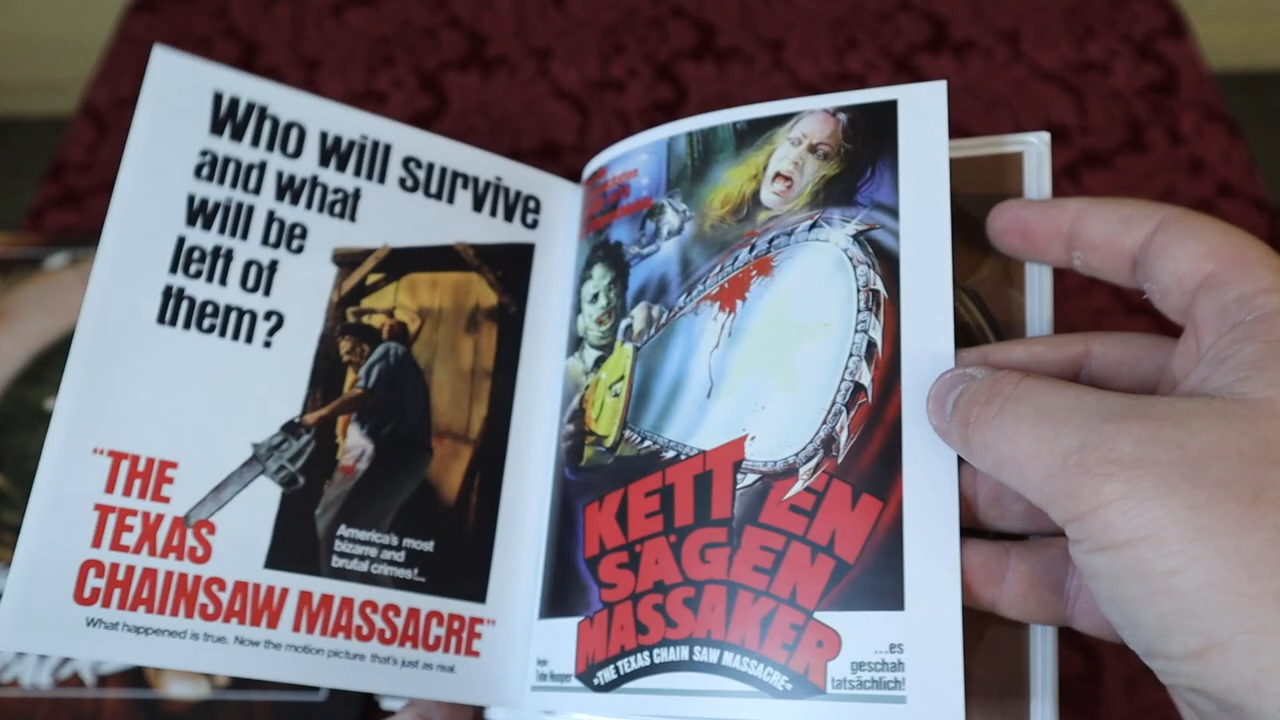 Who will survive
and what
will be
left of
them?
America's most
bizarre and
brutal crimes!...
"THE
TEXAS
CHAINSAW MASSACRE"
What happened is true. Now the motion picture that's just as real.
KETTEN
SÄGEN
MASSAKER
»THE TEXAS CHAIN SAW MASSACRE«
Tobe Hooper
...es
geschah
tatsächlich!